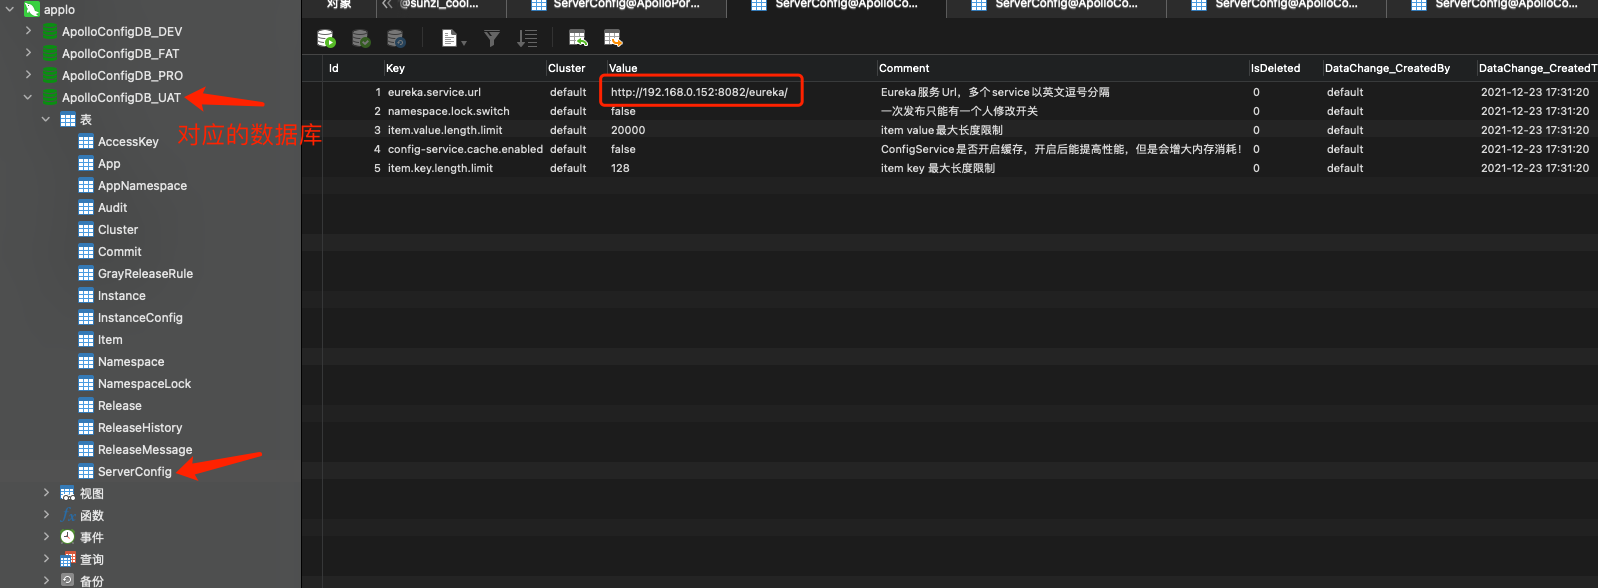 applo
ApolloConfigDB_DEV
ApolloConfigDB_FAT
ApolloConfigDB_PRO
ApolloConfigDB_UAT
表
对应的数据库
AccessKey
App
AppNamespace
Audit
Cluster
Commit
GrayReleaseRule
Instance
InstanceConfig
Item
Namespace
NamespaceLock
Release
ReleaseHistory
ReleaseMessage
ServerConfig
视图
fx 函数
事件
查询
备份
对象 @sunzi_cool... ServerConfig@ApolloPor... ServerConfig@ApolloCo... ServerConfig@ApolloCo... ServerConfig@ApolloCo... ServerConfig@ApolloCo...
Id Key Cluster Value Comment IsDeleted DataChange_CreatedBy DataChange_CreatedT
1 eureka.service.url default http://192.168.0.152:8082/eureka/ Eureka服务Url，多个service以英文逗号分隔 0 default 2021-12-23 17:31:20
2 namespace.lock.switch default false 一次发布只能有一个人修改开关 0 default 2021-12-23 17:31:20
3 item.value.length.limit default 20000 item value最大长度限制 0 default 2021-12-23 17:31:20
4 config-service.cache.enabled default false ConfigService是否开启缓存，开启后能提高性能，但是会增大内存消耗！ 0 default 2021-12-23 17:31:20
5 item.key.length.limit default 128 item key 最大长度限制 0 default 2021-12-23 17:31:20